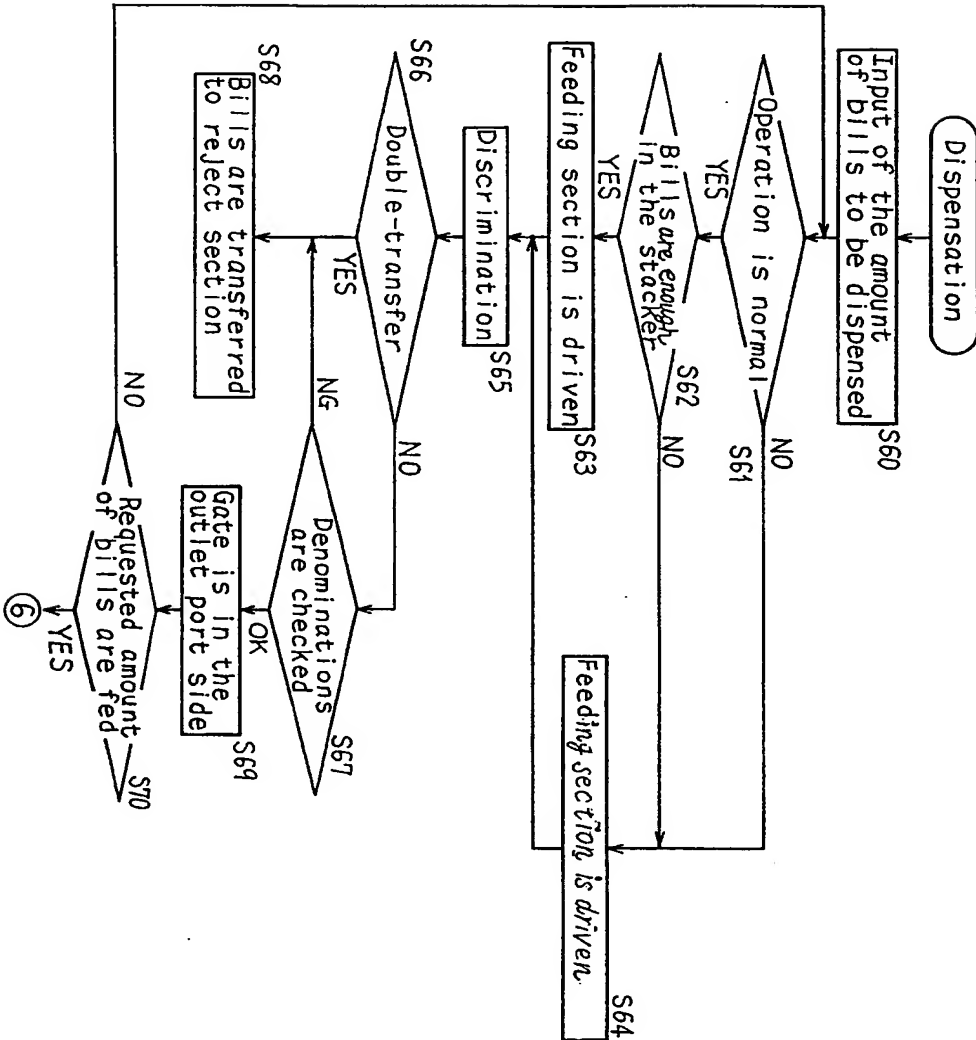 Dispensation
Input of the amount
of bills to be dispensed
S60
Operation is normal
S61
NO
YES
Bills are enough
in the stacker
S62
NO
YES
Feeding section is driven
S63
Feeding section is driven
S64
Discrimination
S65
S66
Double-transfer
NO
YES
Denominations
are checked
S67
NG
OK
S68
Bills are transferred
to reject section
Gate is in the
outlet port side
S69
Requested amount
of bills are fed
S70
NO
YES
6